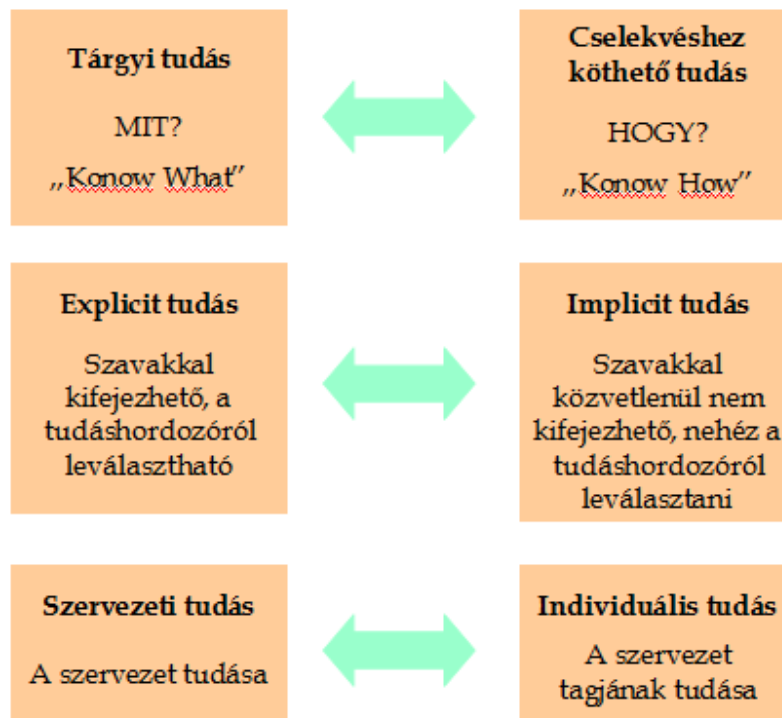 Tárgyi tudás
MIT?
„Konow What”
Cselekvéshez
köthető tudás
HOGY?
„Konow How”
Explicit tudás
Szavakkal
kifejezhető, a
tudáshordozóról
leválasztható
Implicit tudás
Szavakkal
közvetlenül nem
kifejezhető, nehéz a
tudáshordozóról
leválasztani
Szervezeti tudás
A szervezet tudása
Individuális tudás
A szervezet
tagjának tudása